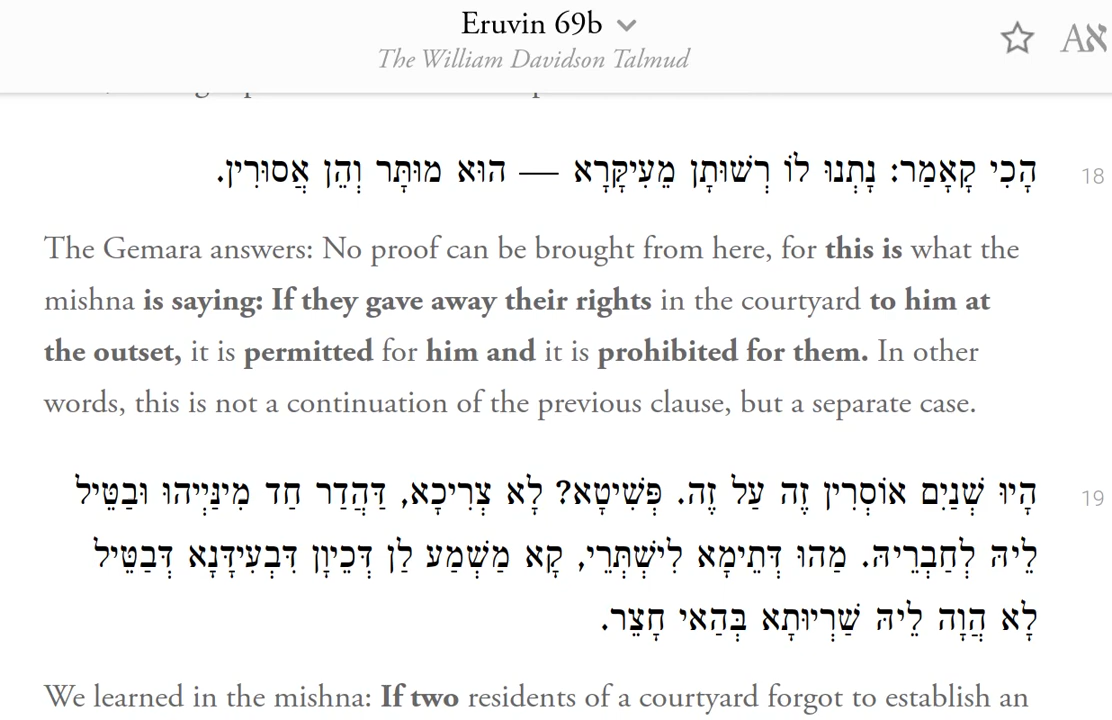 Eruvin 69b
The William Davidson Talmud
Aא
הָכִי קָאָמַר: נָתְנוּ לוֹ רְשׁוּתָן מֵעִיקָּרָא — הוּא מוּתָּר וְהֵן אֲסוּרִין.
18
The Gemara answers: No proof can be brought from here, for this is what the
mishna is saying: If they gave away their rights in the courtyard to him at
the outset, it is permitted for him and it is prohibited for them. In other
words, this is not a continuation of the previous clause, but a separate case.
הָיוּ שְׁנַיִם אוֹסְרִין זֶה עַל זֶה. פְּשִׁיטָא? לָא צְרִיכָא, דַּהֲדַר חַד מִינַּיְיהוּ וּבַטֵּיל
19
לֵיהּ לְחַבְרֵיהּ. מַהוּ דְּתֵימָא לִישְׁתְּרֵי, קָא מַשְׁמַע לַן דְּכֵיוָן דִּבְעִידָּנָא דְּבַטֵּיל
לָא הֲוָה לֵיהּ שַׁרְיוּתָא בְּהַאי חָצֵר.
We learned in the mishna: If two residents of a courtyard forgot to establish an